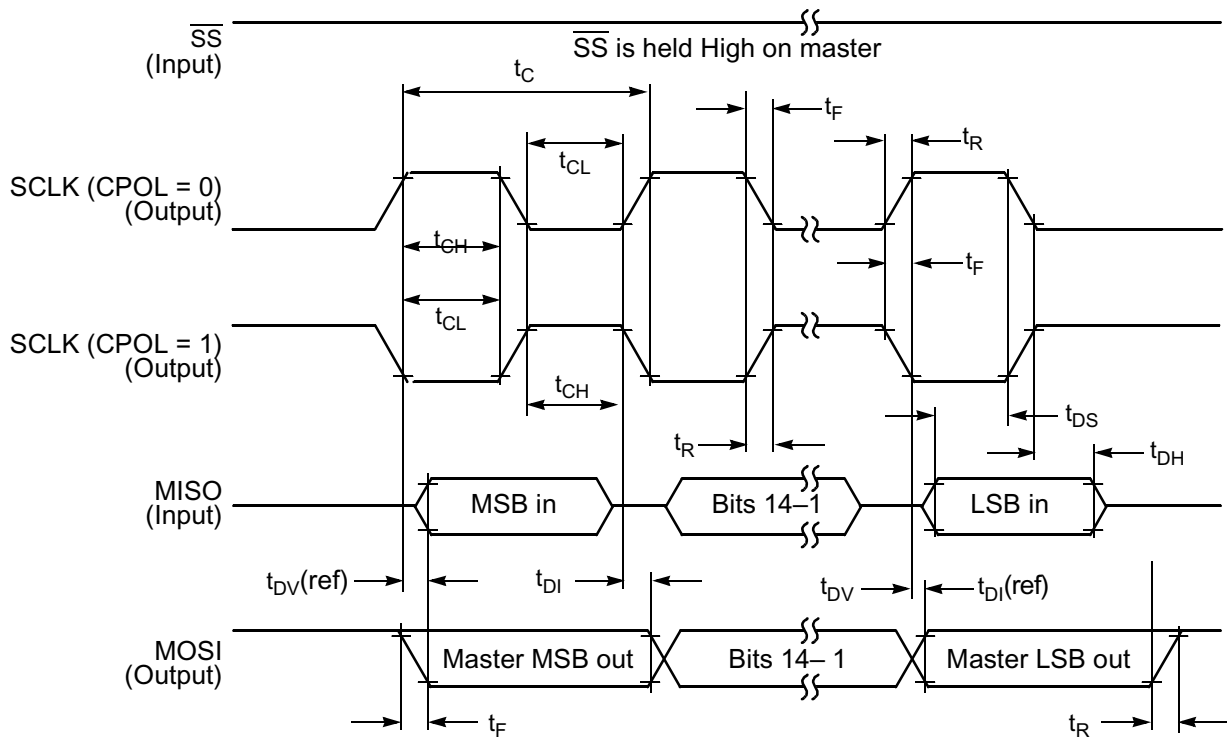 SS
(Input)
SS is held High on master
tC
tF
tR
tCL
SCLK (CPOL = 0)
(Output)
tCH
tF
tCL
SCLK (CPOL = 1)
(Output)
tCH
tDS
tR
tDH
MISO
(Input)
MSB in
Bits 14–1
LSB in
tDV(ref)
tDI
tDV
tDI(ref)
MOSI
(Output)
Master MSB out
Bits 14– 1
Master LSB out
tF
tR